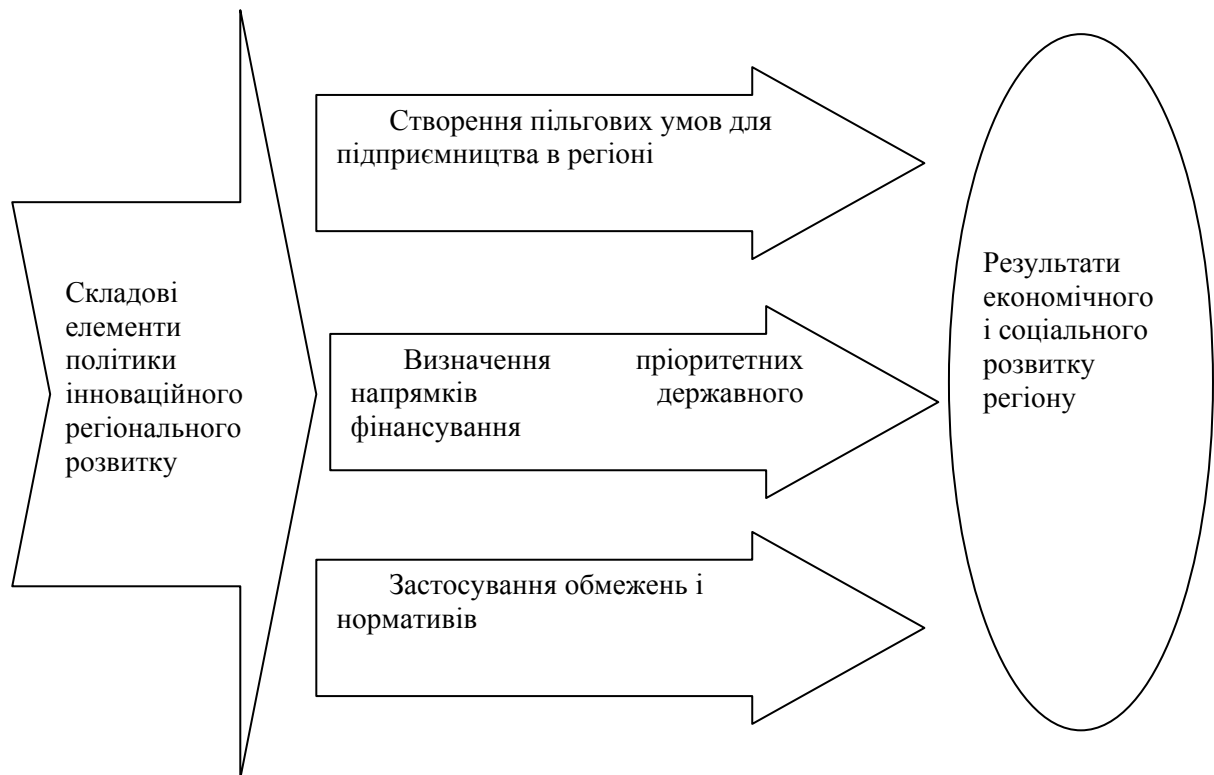 Складові
елементи
політики
інноваційного
регіонального
розвитку
Створення пільгових умов для
підприємництва в регіоні
Визначення пріоритетних
напрямків державного
фінансування
Застосування обмежень і
нормативів
Результати
економічного
і соціального
розвитку
регіону